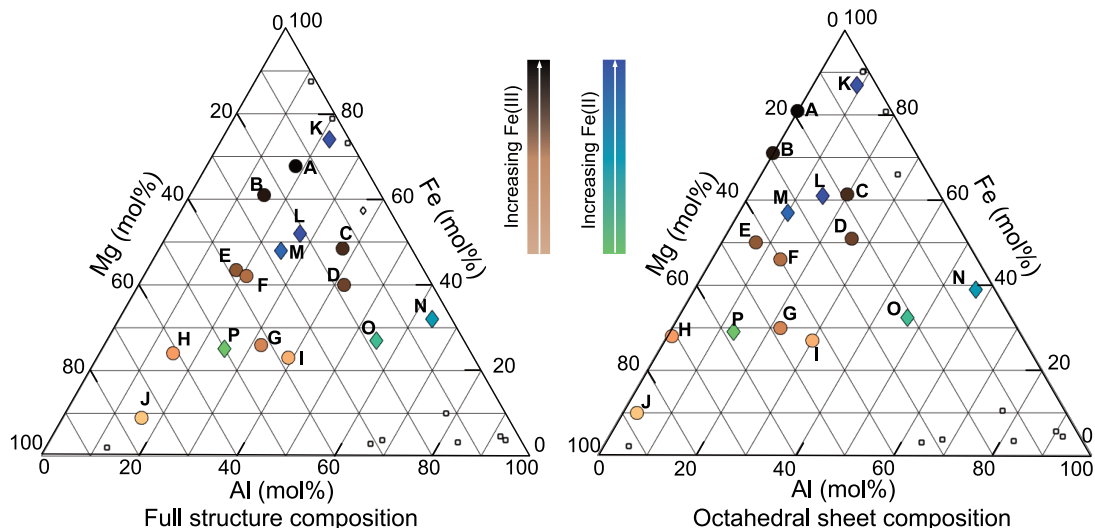 0 100
20
80
K
A
B
40
60
Mg (mol%)
Fe (mol%)
L
C
M
E
F
D
60
40
N
O
H
P
G
I
80
20
J
100
0
0
20
40
60
80
100
Al (mol%)
Full structure composition
Increasing Fe(III)
Increasing Fe(II)
0 100
K
20
A
80
B
40
60
Mg (mol%)
Fe (mol%)
L
C
M
E
D
F
60
40
N
O
H
P
G
I
80
20
J
100
0
0
20
40
60
80
100
Al (mol%)
Octahedral sheet composition